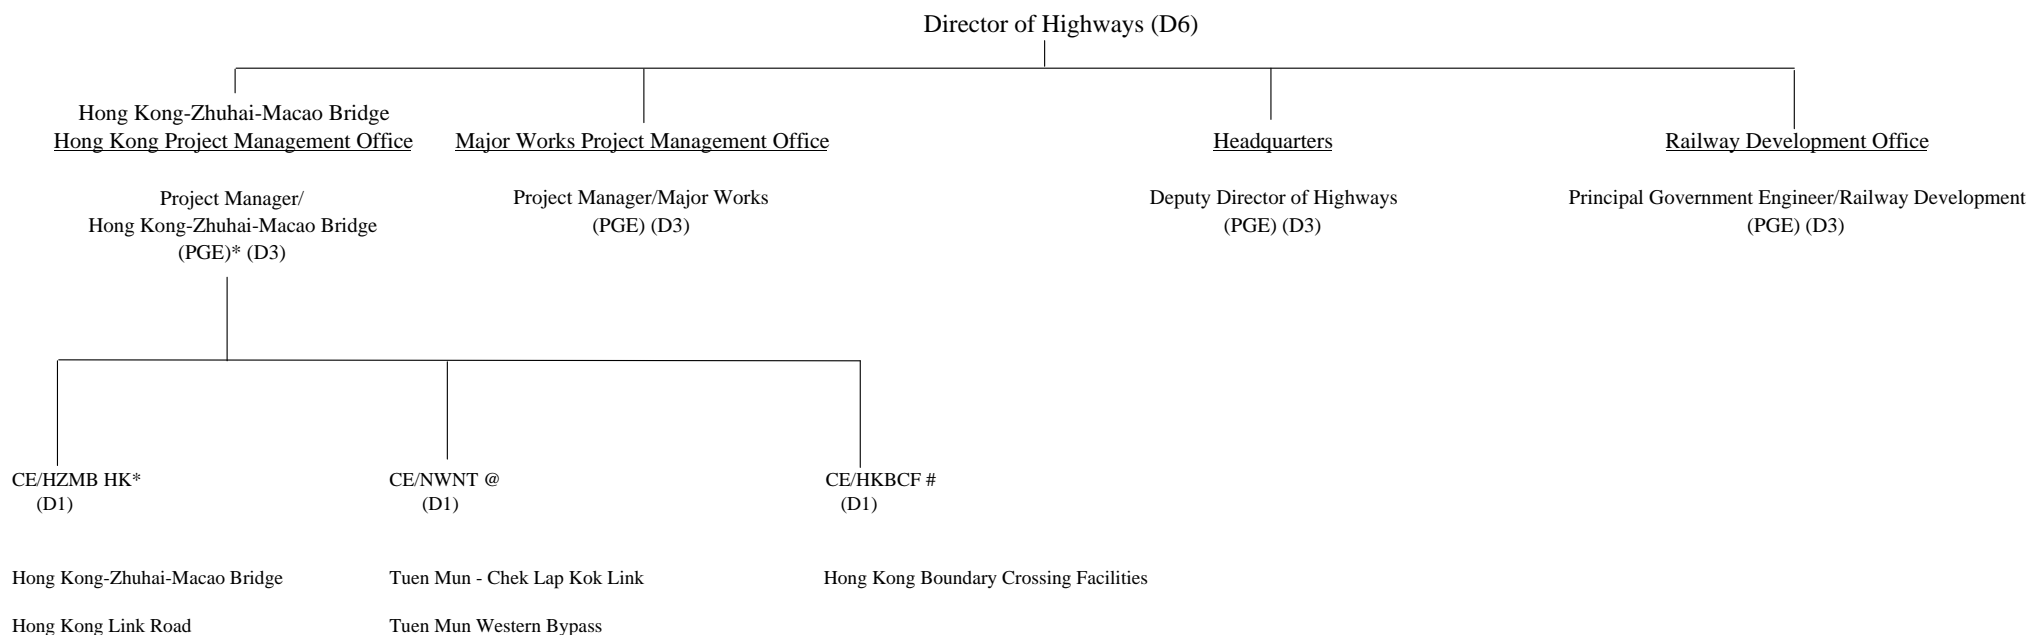 Director of Highways (D6)
Hong Kong-Zhuhai-Macao Bridge
Hong Kong Project Management Office
Project Manager/
Hong Kong-Zhuhai-Macao Bridge
(PGE)* (D3)
Major Works Project Management Office
Project Manager/Major Works
(PGE) (D3)
Headquarters
Deputy Director of Highways
(PGE) (D3)
Railway Development Office
Principal Government Engineer/Railway Development
(PGE) (D3)
CE/HZMB HK*
(D1)
Hong Kong-Zhuhai-Macao Bridge
Hong Kong Link Road
CE/NWNT @
(D1)
Tuen Mun - Chek Lap Kok Link
Tuen Mun Western Bypass
CE/HKBCF #
(D1)
Hong Kong Boundary Crossing Facilities